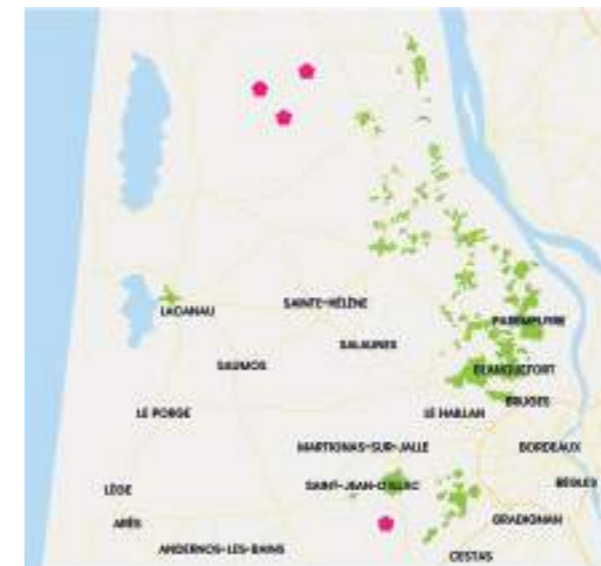 LACANAU
SAINTE-HÉLÈNE
PAREMPUYRE
SALAUNES
SAUMOS
BLANQUEFORT
BRUGES
LE PORGE
LE HAILLAN
MARTIGNAS-SUR-JALLE
BORDEAUX
LÈGE
SAINT-JEAN-D'ILLAC
BÈGLES
ARÈS
GRADIGNAN
ANDERNOS-LES-BAINS
CESTAS